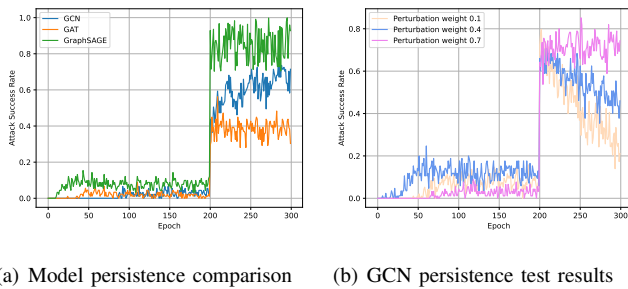 GCN
GAT
GraphSAGE
Attack Success Rate
1.0
0.8
0.6
0.4
0.2
0.0
0 50 100 150 200 250 300
Epoch
Perturbation weight 0.1
Perturbation weight 0.4
Perturbation weight 0.7
Attack Success Rate
0.8
0.6
0.4
0.2
0.0
0 50 100 150 200 250 300
Epoch
(a) Model persistence comparison
(b) GCN persistence test results